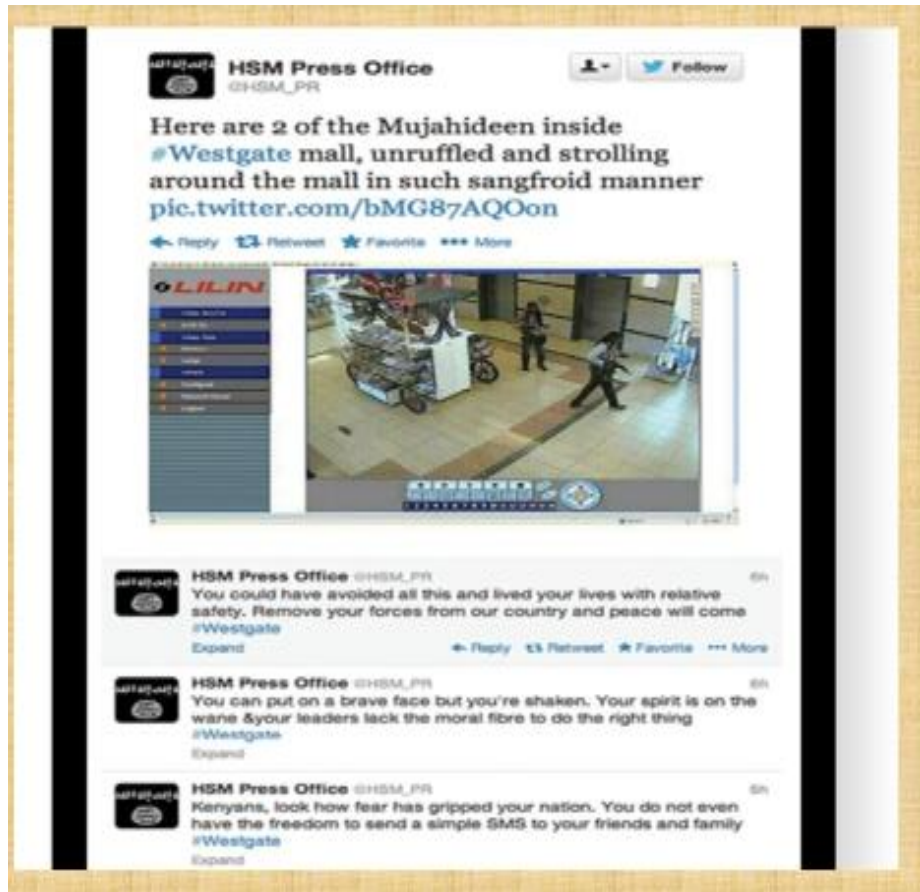 HSM Press Office
@HSM_PR
Follow
Here are 2 of the Mujahideen inside
#Westgate mall, unruffled and strolling
around the mall in such sangfroid manner
pic.twitter.com/bMG87AQOon
Reply Retweet Favorite More
LILIN
HSM Press Office @HSM_PR 6h
You could have avoided all this and lived your lives with relative
safety. Remove your forces from our country and peace will come
#Westgate
Expand Reply Retweet Favorite More
HSM Press Office @HSM_PR 6h
You can put on a brave face but you're shaken. Your spirit is on the
wane &your leaders lack the moral fibre to do the right thing
#Westgate
Expand
HSM Press Office @HSM_PR
Kenyans, look how fear has gripped your nation. You do not even
have the freedom to send a simple SMS to your friends and family
#Westgate
Expand